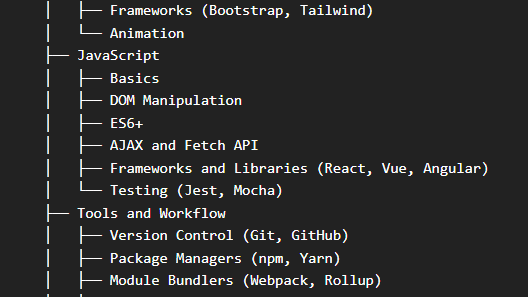 │   ├── Frameworks (Bootstrap, Tailwind)
│   └── Animation
├── JavaScript
│   ├── Basics
│   ├── DOM Manipulation
│   ├── ES6+
│   ├── AJAX and Fetch API
│   ├── Frameworks and Libraries (React, Vue, Angular)
│   └── Testing (Jest, Mocha)
├── Tools and Workflow
│   ├── Version Control (Git, GitHub)
│   ├── Package Managers (npm, Yarn)
│   ├── Module Bundlers (Webpack, Rollup)